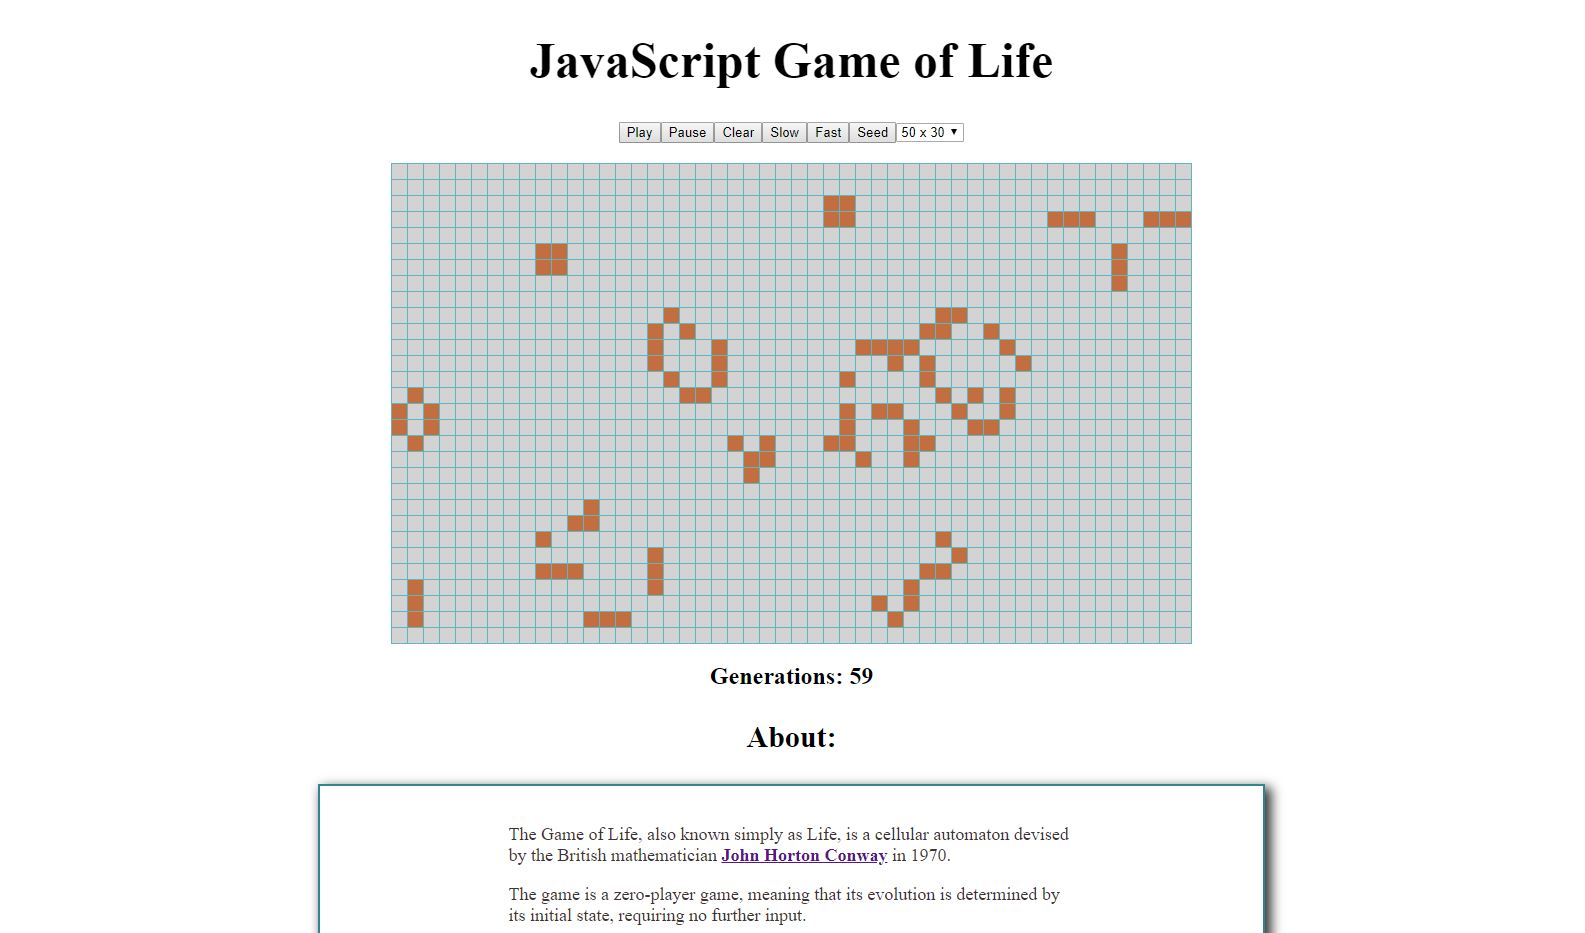 JavaScript Game of Life
Play Pause Clear Slow Fast Seed 50 x 30
Generations: 59
About:
The Game of Life, also known simply as Life, is a cellular automaton devised
by the British mathematician John Horton Conway in 1970.
The game is a zero-player game, meaning that its evolution is determined by
its initial state, requiring no further input.